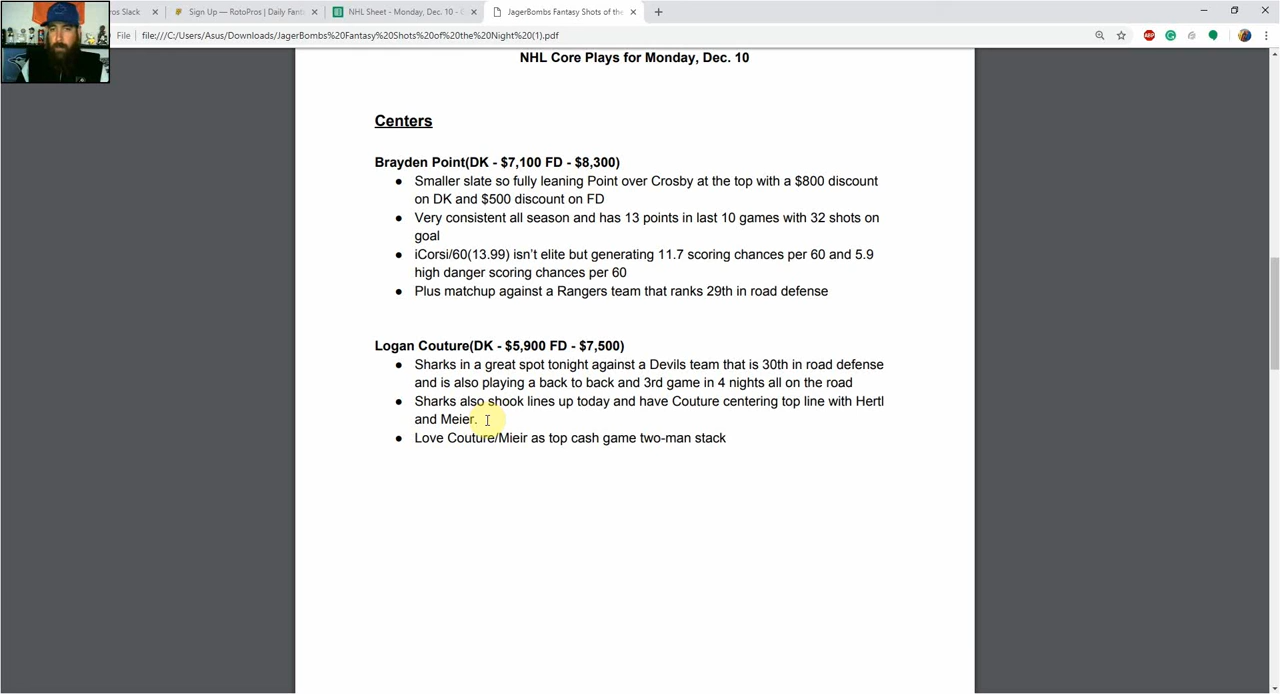 ros Slack
Sign Up — RotoPros | Daily Fanta
NHL Sheet - Monday, Dec. 10 -
JagerBombs Fantasy Shots of the
File
file:///C:/Users/Asus/Downloads/JagerBombs%20Fantasy%20Shots%20of%20the%20Night%20(1).pdf
NHL Core Plays for Monday, Dec. 10
Centers
Brayden Point(DK - $7,100 FD - $8,300)
● Smaller slate so fully leaning Point over Crosby at the top with a $800 discount
on DK and $500 discount on FD
● Very consistent all season and has 13 points in last 10 games with 32 shots on
goal
● iCorsi/60(13.99) isn't elite but generating 11.7 scoring chances per 60 and 5.9
high danger scoring chances per 60
● Plus matchup against a Rangers team that ranks 29th in road defense
Logan Couture(DK - $5,900 FD - $7,500)
● Sharks in a great spot tonight against a Devils team that is 30th in road defense
and is also playing a back to back and 3rd game in 4 nights all on the road
● Sharks also shook lines up today and have Couture centering top line with Hertl
and Meier.
● Love Couture/Mieir as top cash game two-man stack